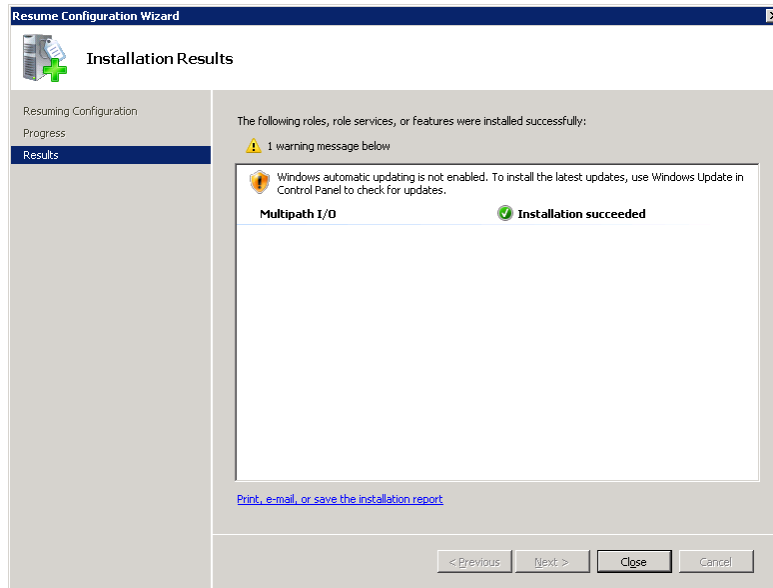 Resume Configuration Wizard
Installation Results
Resuming Configuration
Progress
Results
The following roles, role services, or features were installed successfully:
1 warning message below
Windows automatic updating is not enabled. To install the latest updates, use Windows Update in
Control Panel to check for updates.
Multipath I/O Installation succeeded
Print, e-mail, or save the installation report
< Previous Next > Close Cancel